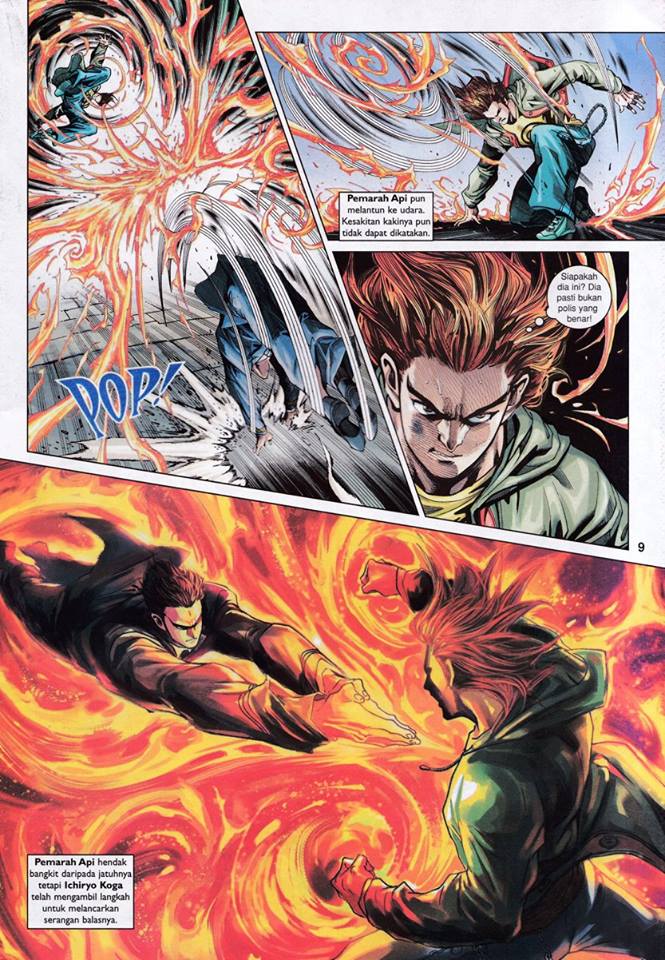 Pemarah Api pun
melantun ke udara.
Kesakitan kakinya pun
tidak dapat dikatakan.
Siapakah
dia ini? Dia
pasti bukan
polis yang
benar!
POP!
9
Pemarah Api hendak
bangkit daripada jatuhnya
tetapi Ichiryo Koga
telah mengambil langkah
untuk melancarkan
serangan balasnya.